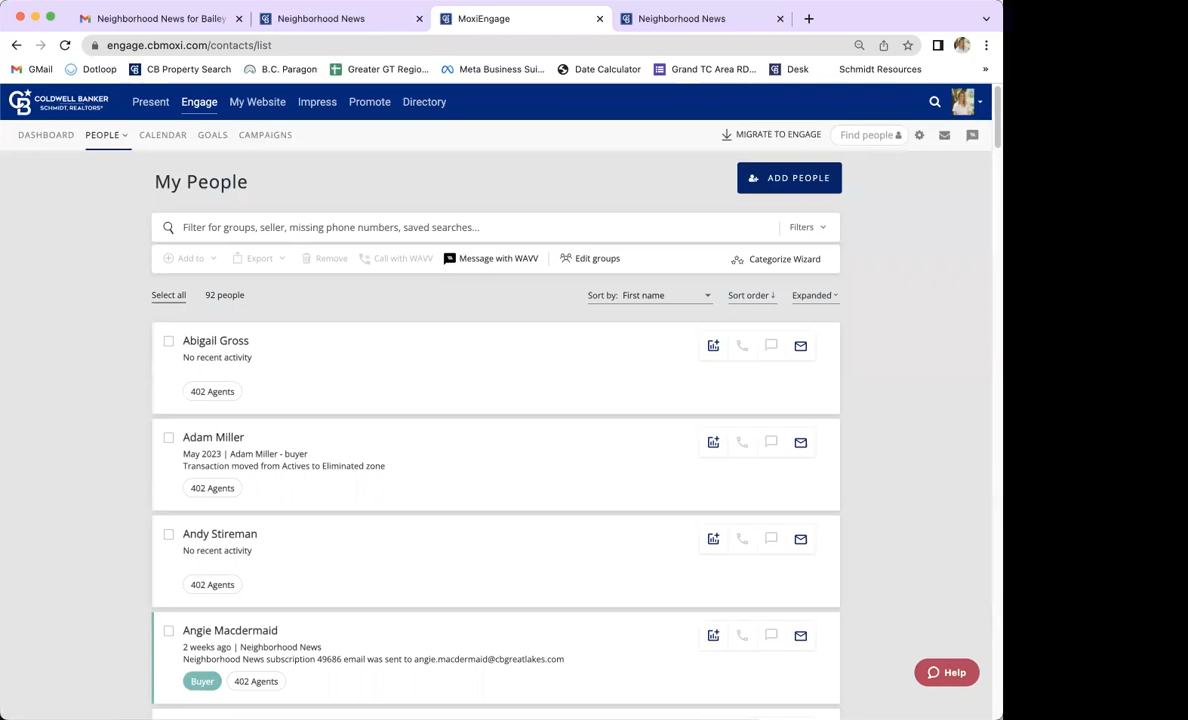 Neighborhood News for Bailey
Neighborhood News
MoxiEngage
Neighborhood News
engage.cbmoxi.com/contacts/list
GMail
Dotloop
CB Property Search
B.C. Paragon
Greater GT Regio...
Meta Business Sui...
Date Calculator
Grand TC Area RD...
Desk
Schmidt Resources
COLDWELL BANKER
SCHMIDT, REALTORS®
Present
Engage
My Website
Impress
Promote
Directory
DASHBOARD
PEOPLE
CALENDAR
GOALS
CAMPAIGNS
MIGRATE TO ENGAGE
Find people
My People
ADD PEOPLE
Filter for groups, seller, missing phone numbers, saved searches...
Filters
Add to
Export
Remove
Call with WAVV
Message with WAVV
Edit groups
Categorize Wizard
Select all
92 people
Sort by: First name
Sort order
Expanded
Abigail Gross
No recent activity
402 Agents
Adam Miller
May 2023 | Adam Miller - buyer
Transaction moved from Actives to Eliminated zone
402 Agents
Andy Stireman
No recent activity
402 Agents
Angie Macdermaid
2 weeks ago | Neighborhood News
Neighborhood News subscription 49686 email was sent to angie.macdermaid@cbgreatlakes.com
Buyer
402 Agents
Help